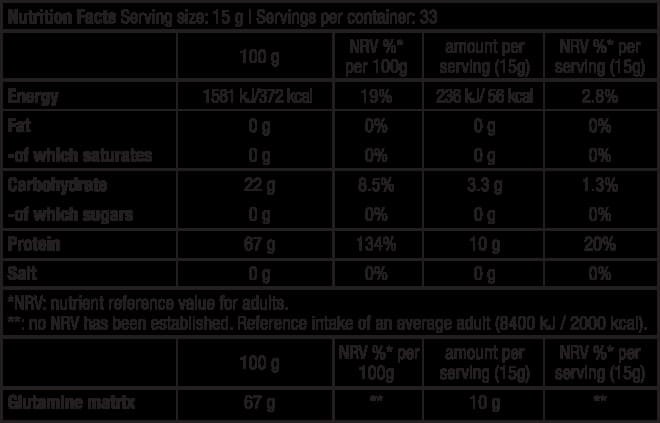 Nutrition Facts Serving size: 15 g | Servings per container: 33
100 g | NRV %* per 100g | amount per serving (15g) | NRV %* per serving (15g)
Energy 1561 kJ/372 kcal 19% 236 kJ/ 56 kcal 2.8%
Fat 0 g 0% 0 g 0%
-of which saturates 0 g 0% 0 g 0%
Carbohydrate 22 g 8.5% 3.3 g 1.3%
-of which sugars 0 g 0% 0 g 0%
Protein 67 g 134% 10 g 20%
Salt 0 g 0% 0 g 0%
*NRV: nutrient reference value for adults.
**: no NRV has been established. Reference intake of an average adult (8400 kJ / 2000 kcal).
100 g | NRV %* per 100g | amount per serving (15g) | NRV %* per serving (15g)
Glutamine matrix 67 g ** 10 g **